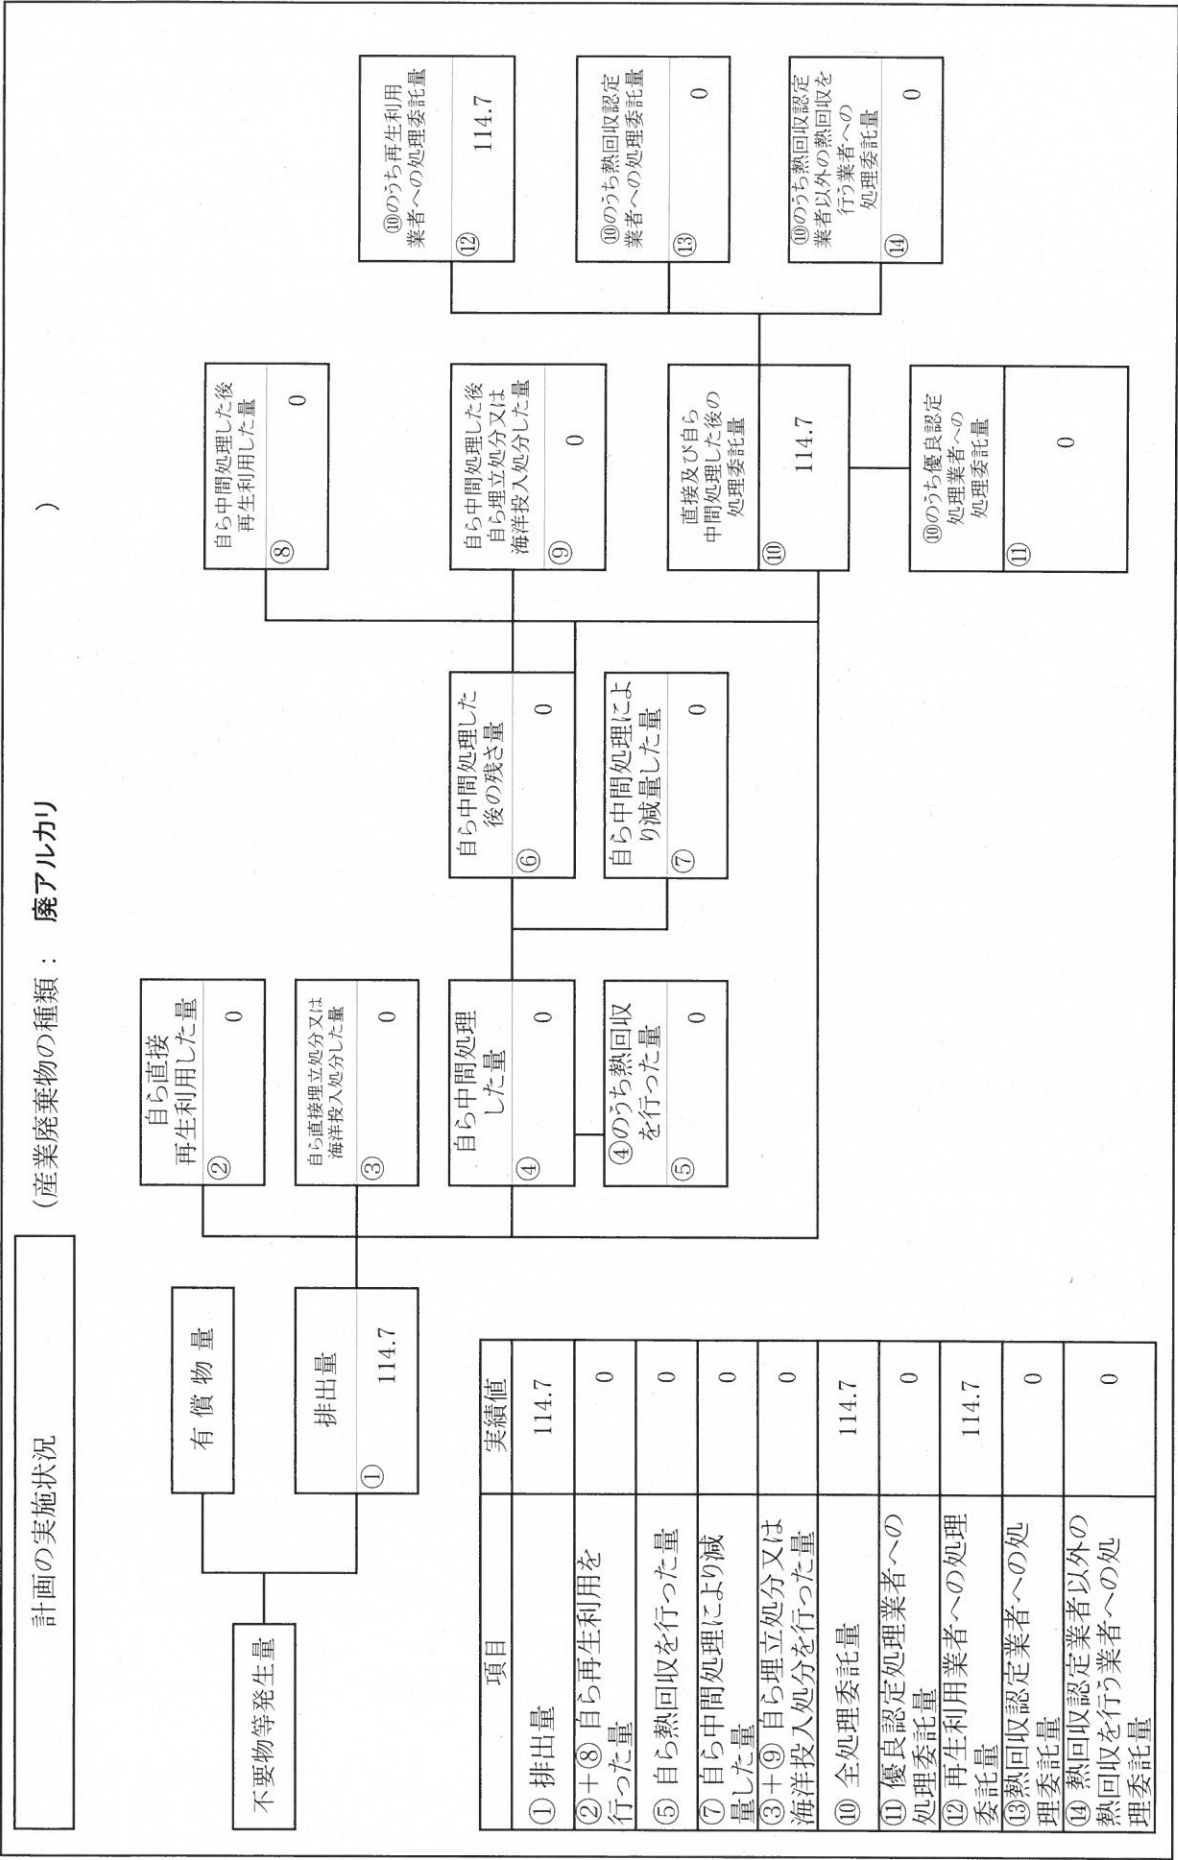 計画の実施状況
(産業廃棄物の種類： 廃アルカリ )
不要物等発生量
有 償 物 量
排出量
① 114.7
自ら直接
再生利用した量
② 0
自ら直接埋立処分又は
海洋投入処分した量
③ 0
自ら中間処理
した量
④ 0
④のうち熱回収
を行った量
⑤ 0
自ら中間処理した
後の残さ量
⑥ 0
自ら中間処理によ
り減量した量
⑦ 0
自ら中間処理した後
再生利用した量
⑧ 0
自ら中間処理した後
自ら埋立処分又は
海洋投入処分した量
⑨ 0
直接及び自ら
中間処理した後の
処理委託量
⑩ 114.7
⑩のうち優良認定
処理業者への
処理委託量
⑪ 0
⑩のうち再生利用
業者への処理委託量
⑫ 114.7
⑩のうち熱回収認定
業者への処理委託量
⑬ 0
⑩のうち熱回収認定
業者以外の熱回収を
行う業者への
処理委託量
⑭ 0
項目 実績値
① 排出量 114.7
②＋⑧ 自ら再生利用を
行った量 0
⑤ 自ら熱回収を行った量 0
⑦ 自ら中間処理により減
量した量 0
③＋⑨ 自ら埋立処分又は
海洋投入処分を行った量 0
⑩ 全処理委託量 114.7
⑪ 優良認定処理業者への
処理委託量 0
⑫ 再生利用業者への処理
委託量 114.7
⑬熱回収認定業者への処
理委託量 0
⑭ 熱回収認定業者以外の
熱回収を行う業者への処
理委託量 0